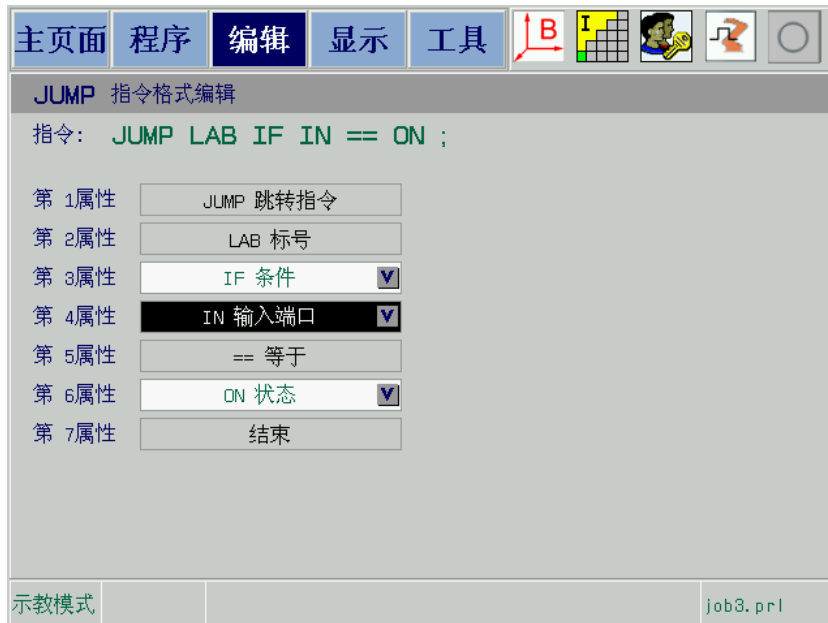 主页面 程序 编辑 显示 工具 B I
JUMP 指令格式编辑
指令: JUMP LAB IF IN == ON ;
第 1属性 JUMP 跳转指令
第 2属性 LAB 标号
第 3属性 IF 条件
第 4属性 IN 输入端口
第 5属性 == 等于
第 6属性 ON 状态
第 7属性 结束
示教模式 job3.prl